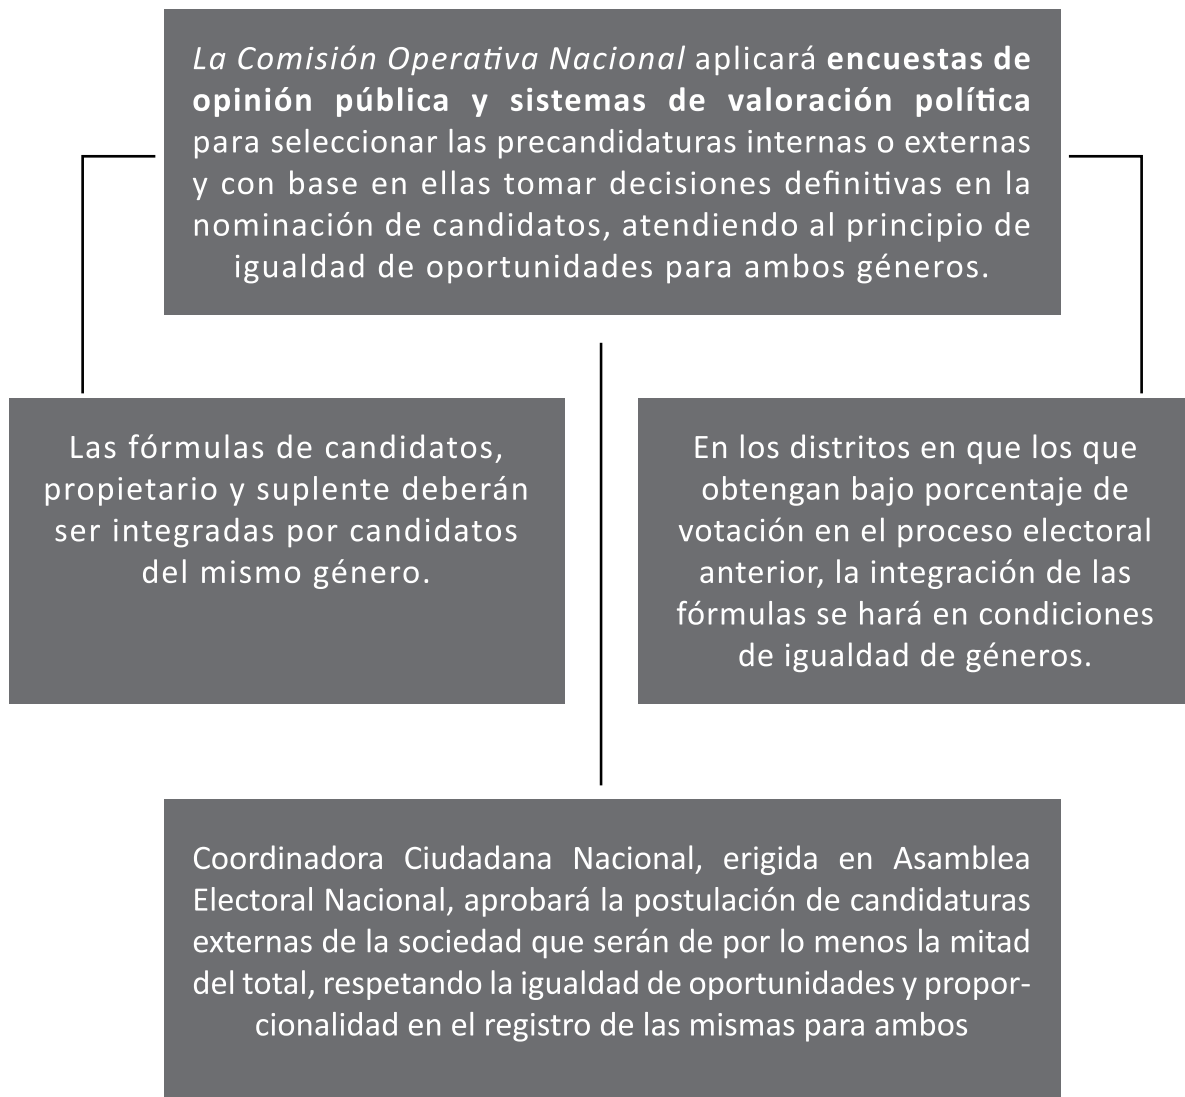 La Comisión Operativa Nacional aplicará encuestas de
opinión pública y sistemas de valoración política
para seleccionar las precandidaturas internas o externas
y con base en ellas tomar decisiones definitivas en la
nominación de candidatos, atendiendo al principio de
igualdad de oportunidades para ambos géneros.
Las fórmulas de candidatos,
propietario y suplente deberán
ser integradas por candidatos
del mismo género.
En los distritos en que los que
obtengan bajo porcentaje de
votación en el proceso electoral
anterior, la integración de las
fórmulas se hará en condiciones
de igualdad de géneros.
Coordinadora Ciudadana Nacional, erigida en Asamblea
Electoral Nacional, aprobará la postulación de candidaturas
externas de la sociedad que serán de por lo menos la mitad
del total, respetando la igualdad de oportunidades y propor-
cionalidad en el registro de las mismas para ambos